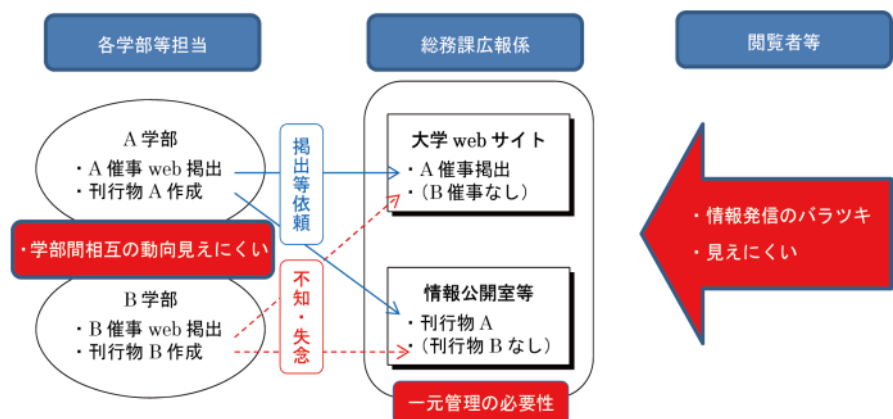 各学部等担当
総務課広報係
閲覧者等
A 学部
・A 催事 web 掲出
・刊行物 A 作成
・学部間相互の動向見えにくい
B 学部
・B 催事 web 掲出
・刊行物 B 作成
掲出等依頼
不知・失念
大学 web サイト
・A 催事掲出
・(B 催事なし)
情報公開室等
・刊行物 A
・(刊行物 B なし)
一元管理の必要性
・情報発信のバラツキ
・見えにくい